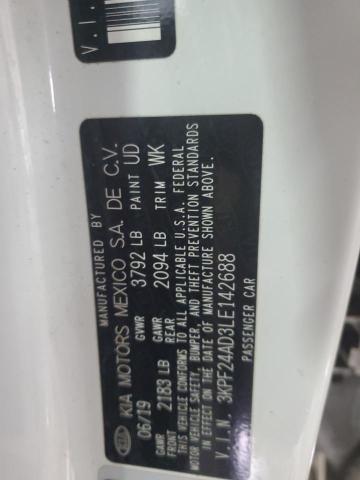 V.I.
MANUFACTURED BY
KIA KIA MOTORS MEXICO S.A. DE C.V.
06/19 GVWR 3792 LB PAINT UD
GAWR FRONT 2183 LB GAWR REAR 2094 LB TRIM WK
THIS VEHICLE CONFORMS TO ALL APPLICABLE U.S.A. FEDERAL
MOTOR VEHICLE SAFETY, BUMPER, AND THEFT PREVENTION STANDARDS
IN EFFECT ON THE DATE OF MANUFACTURE SHOWN ABOVE.
V.I.N. 3KPF24AD3LE142688
PASSENGER CAR